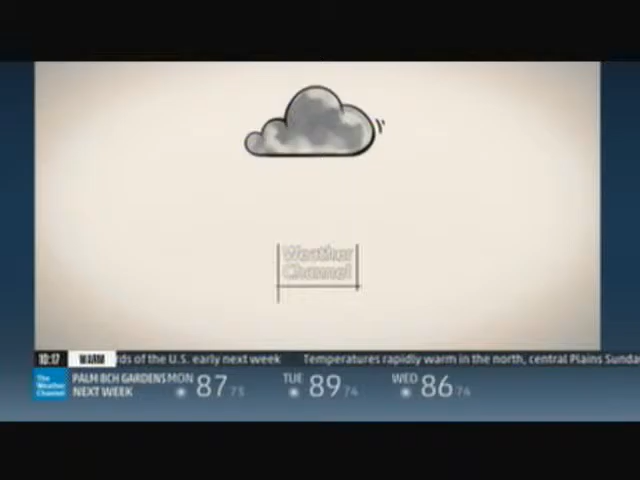 Weather
Channel
10:17 WARM rds of the U.S. early next week Temperatures rapidly warm in the north, central Plains Sunda
The
Weather
Channel
PALM BCH GARDENS MON 87 73 TUE 89 74 WED 86 74
NEXT WEEK